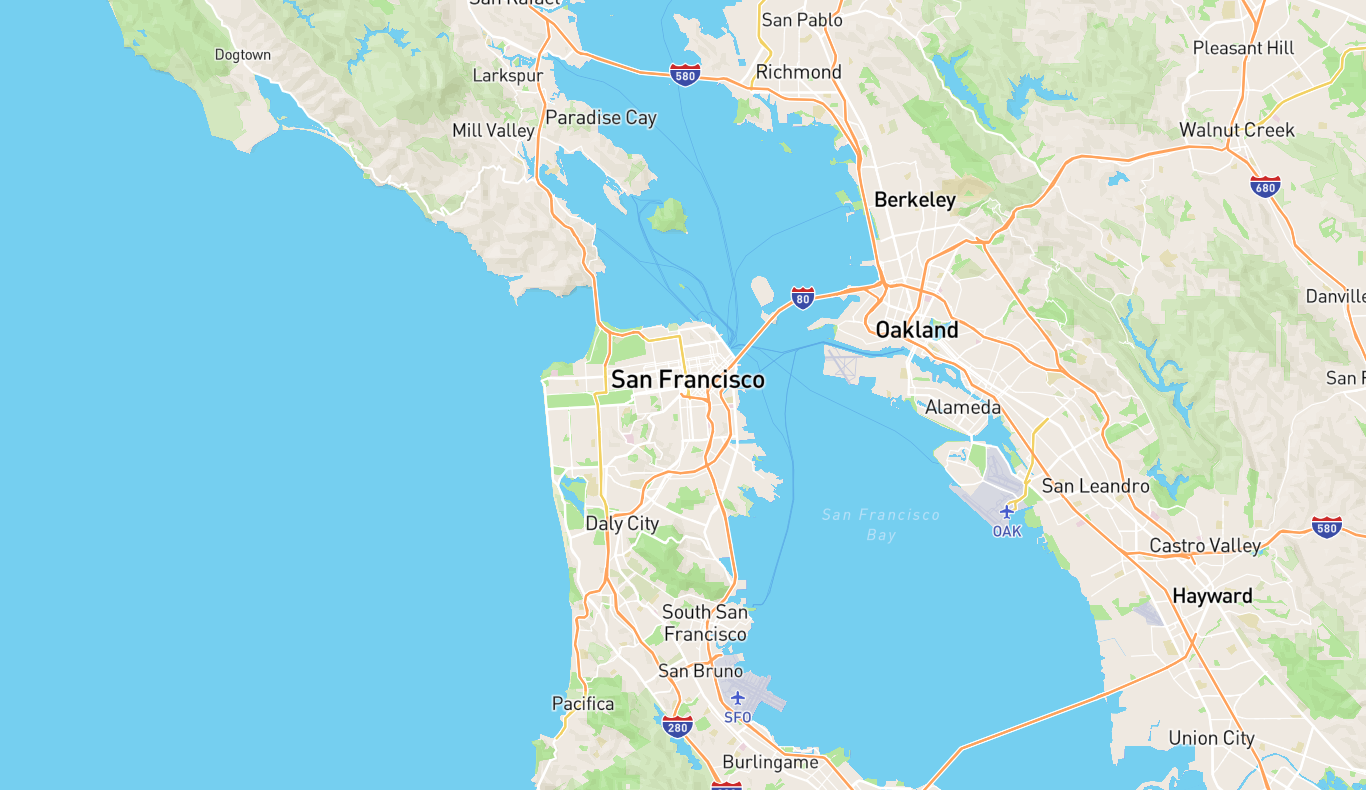 San Rafael
San Pablo
Dogtown
Pleasant Hill
Larkspur
580
Richmond
Paradise Cay
Mill Valley
Walnut Creek
680
Berkeley
Danville
80
Oakland
San Francisco
San F
Alameda
San Leandro
San Francisco
Bay
OAK
Daly City
580
Castro Valley
Hayward
South San
Francisco
San Bruno
Pacifica
SFO
280
Union City
Burlingame